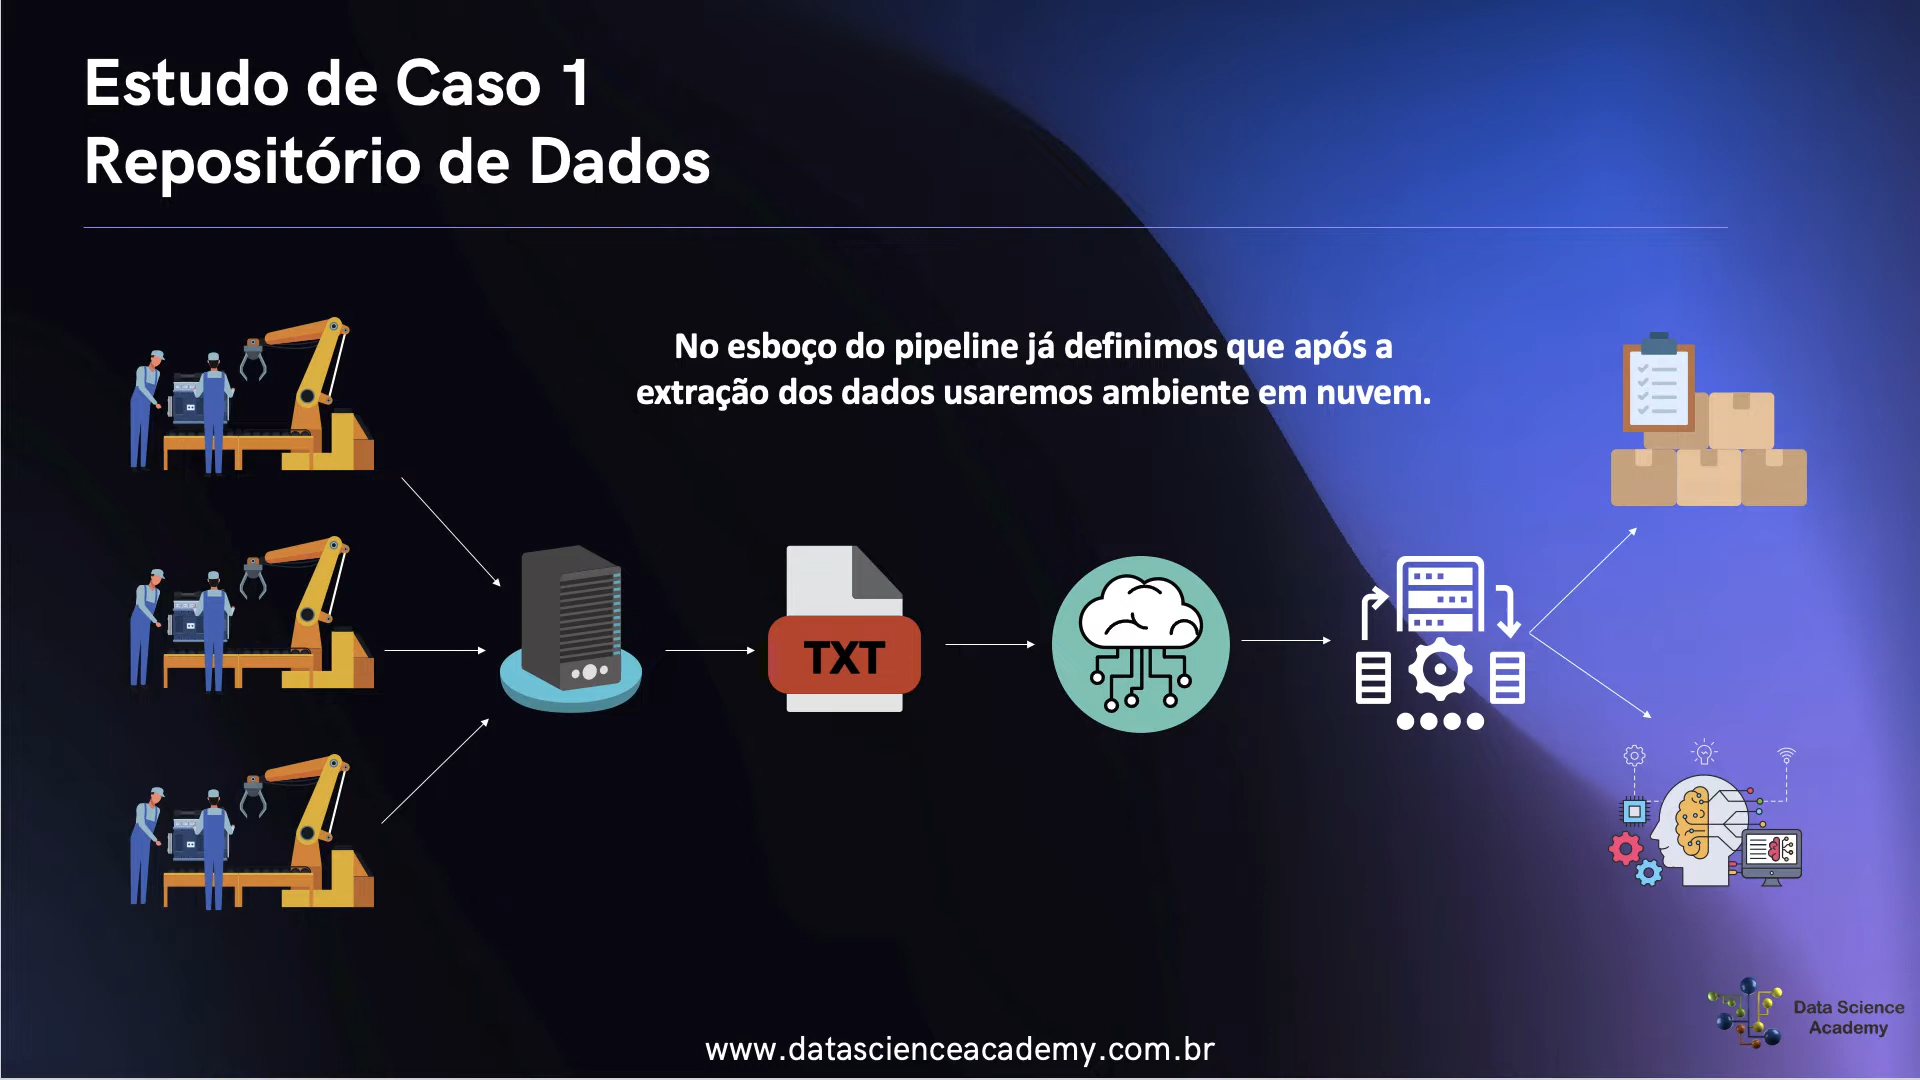 Estudo de Caso 1
Repositório de Dados
No esboço do pipeline já definimos que após a
extração dos dados usaremos ambiente em nuvem.
TXT
Data Science
Academy
www.datascienceacademy.com.br